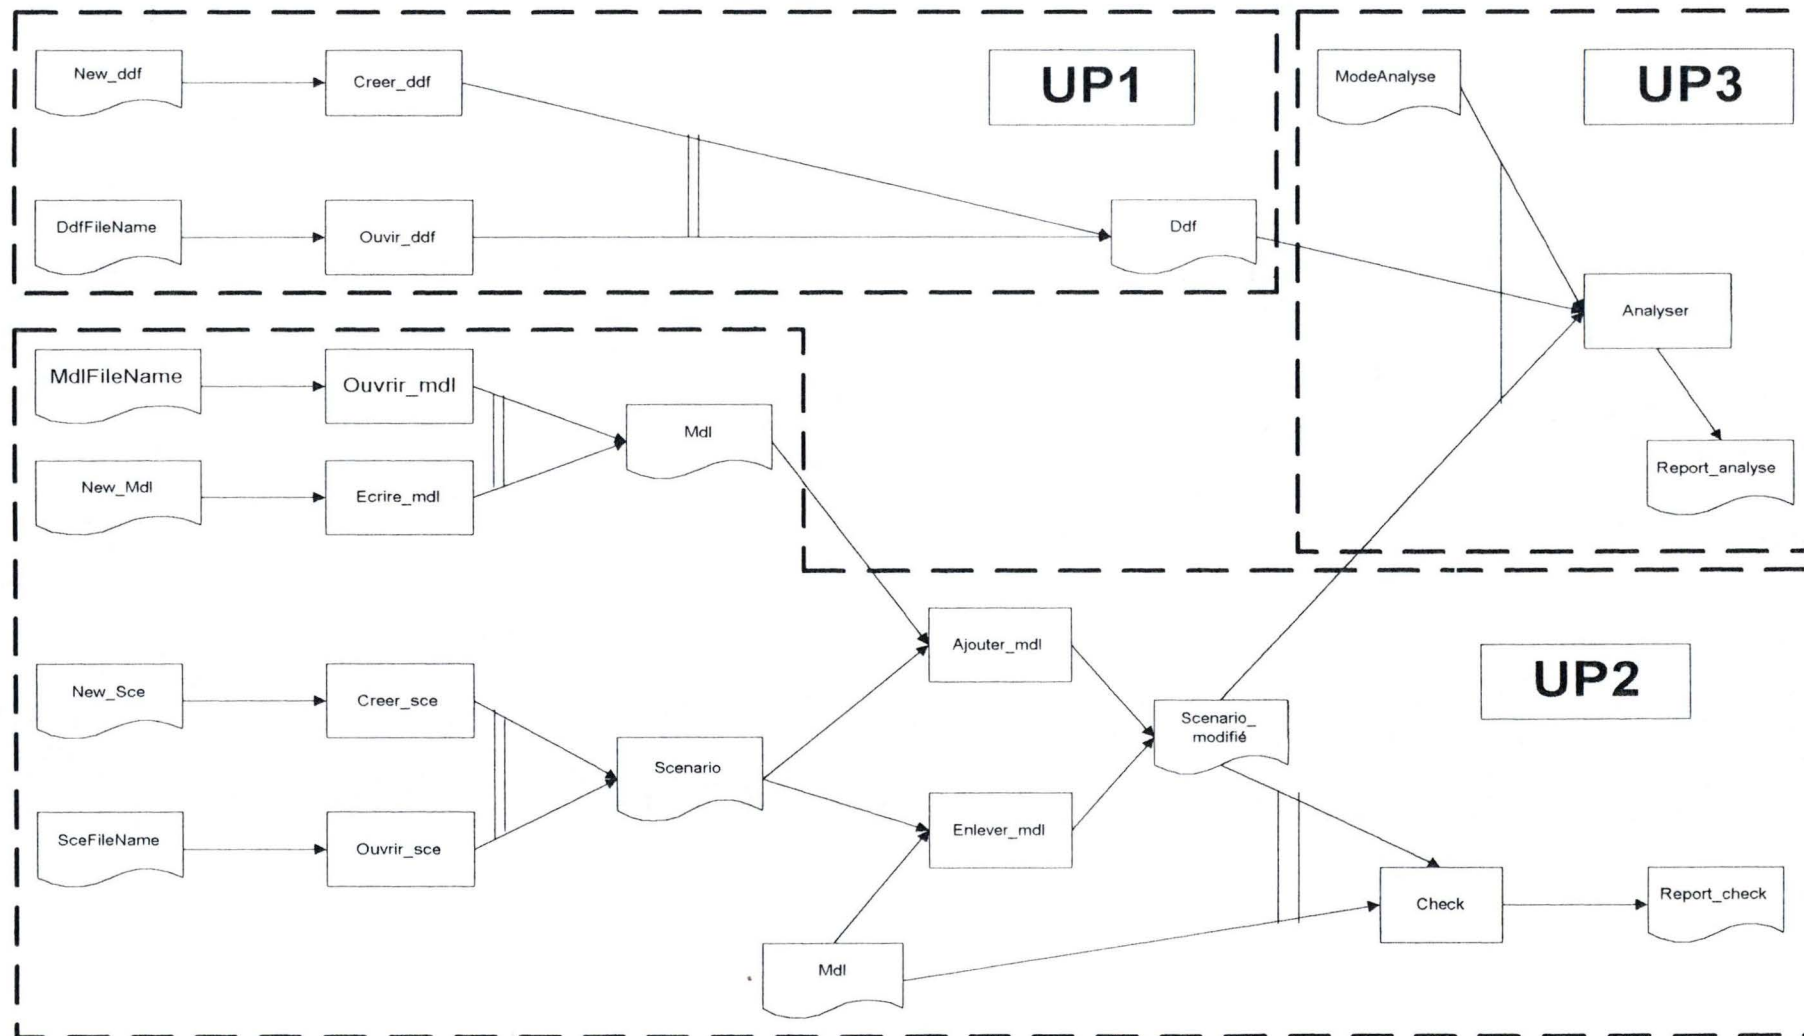 New_ddf
Creer_ddf
UP1
ModeAnalyse
UP3
DdfFileName
Ouvir_ddf
Ddf
Analyser
MdlFileName
Ouvrir_mdl
Mdl
New_Mdl
Ecrire_mdl
Report_analyse
Ajouter_mdl
New_Sce
Creer_sce
UP2
Scenario_
modifié
Scenario
SceFileName
Ouvrir_sce
Enlever_mdl
Check
Report_check
Mdl